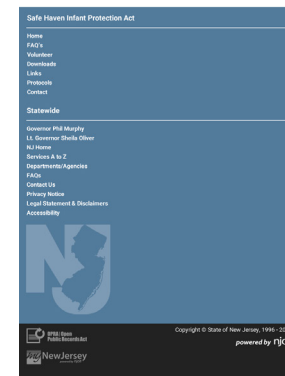 Safe Haven Infant Protection Act
Home
FAQ's
Volunteer
Downloads
Links
Protocols
Contact
Statewide
Governor Phil Murphy
Lt. Governor Sheila Oliver
NJ Home
Services A to Z
Departments/Agencies
FAQs
Contact Us
Privacy Notice
Legal Statement & Disclaimers
Accessibility
NJ
OPRA/Open
Public Records Act
Copyright © State of New Jersey, 1996 - 20
powered by njo
my NewJersey